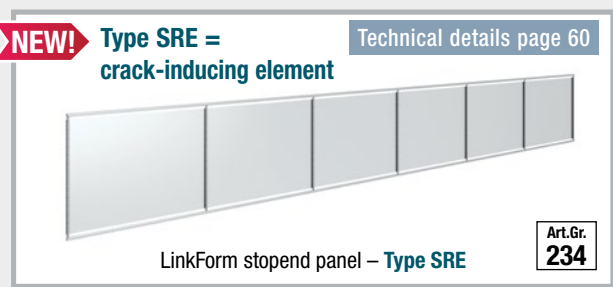 NEW!
Type SRE =
crack-inducing element
Technical details page 60
LinkForm stopend panel – Type SRE
Art.Gr.
234